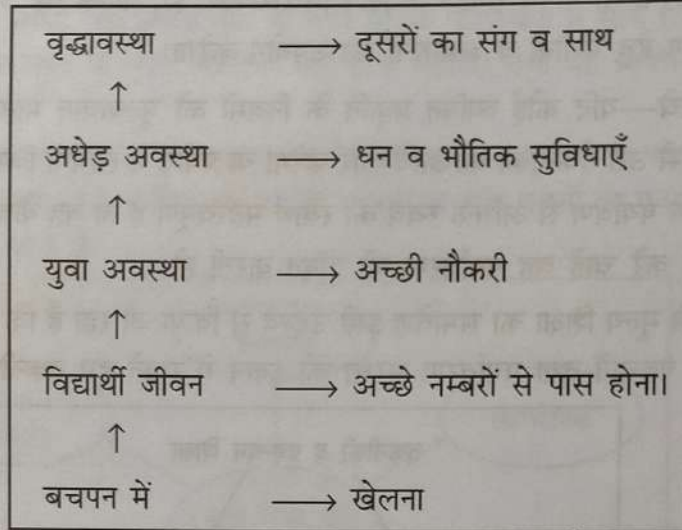 वृद्धावस्था ⟶ दूसरों का संग व साथ
↑
अधेड़ अवस्था ⟶ धन व भौतिक सुविधाएँ
↑
युवा अवस्था ⟶ अच्छी नौकरी
↑
विद्यार्थी जीवन ⟶ अच्छे नम्बरों से पास होना।
↑
बचपन में ⟶ खेलना